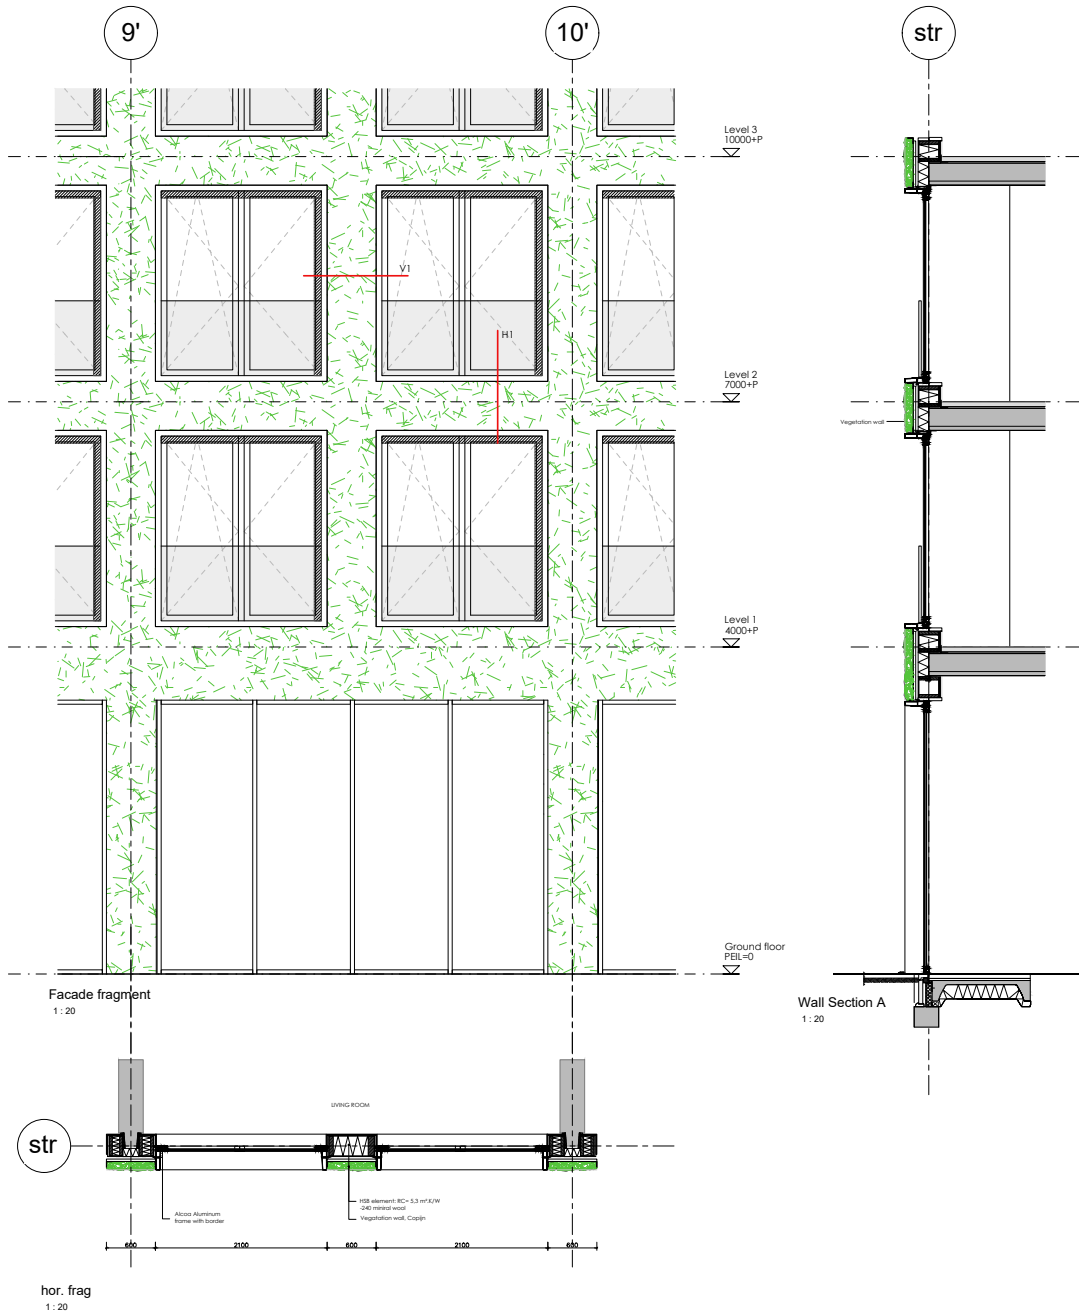 9'
10'
str
Level 3
10000+P
V1
H1
Level 2
7000+P
Vegetation wall
Level 1
4000+P
Ground floor
PEIL=0
Facade fragment
1 : 20
Wall Section A
1 : 20
LIVING ROOM
str
HSB element: RC= 5,3 m².K/W
-240 miniral wool
Vegatation wall, Copijn
Alcoa Aluminum
frame with border
600
2100
600
2100
600
hor. frag
1 : 20